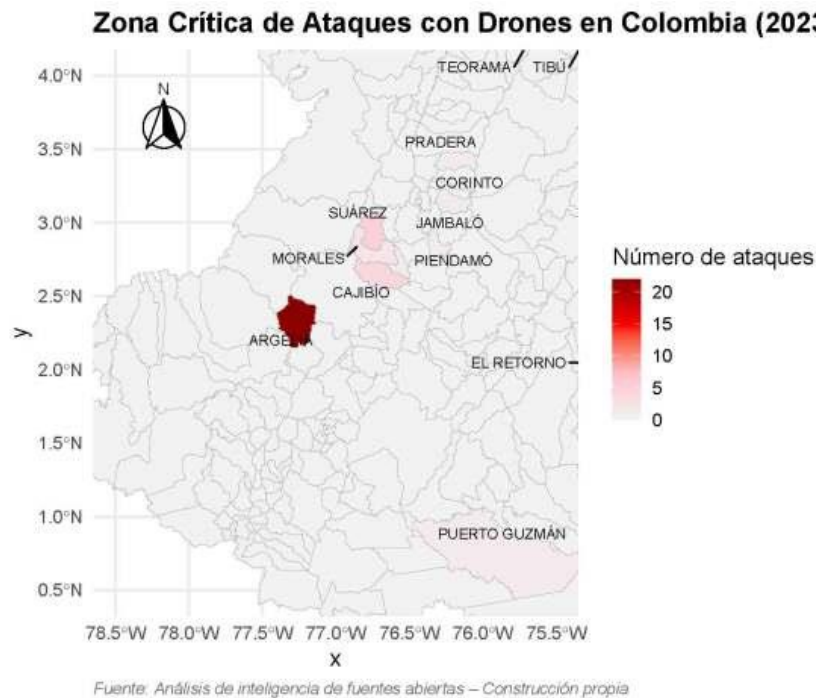 Zona Crítica de Ataques con Drones en Colombia (2023
4.0°N
TEORAMA
TIBÚ
N
3.5°N
PRADERA
CORINTO
3.0°N
SUÁREZ
JAMBALÓ
MORALES
PIENDAMÓ
Número de ataques
2.5°N
CAJIBÍO
20
y
15
ARGELIA
10
2.0°N
EL RETORNO
5
0
1.5°N
1.0°N
PUERTO GUZMÁN
0.5°N
78.5°W 78.0°W 77.5°W 77.0°W 76.5°W 76.0°W 75.5°W
x
Fuente: Análisis de inteligencia de fuentes abiertas – Construcción propia